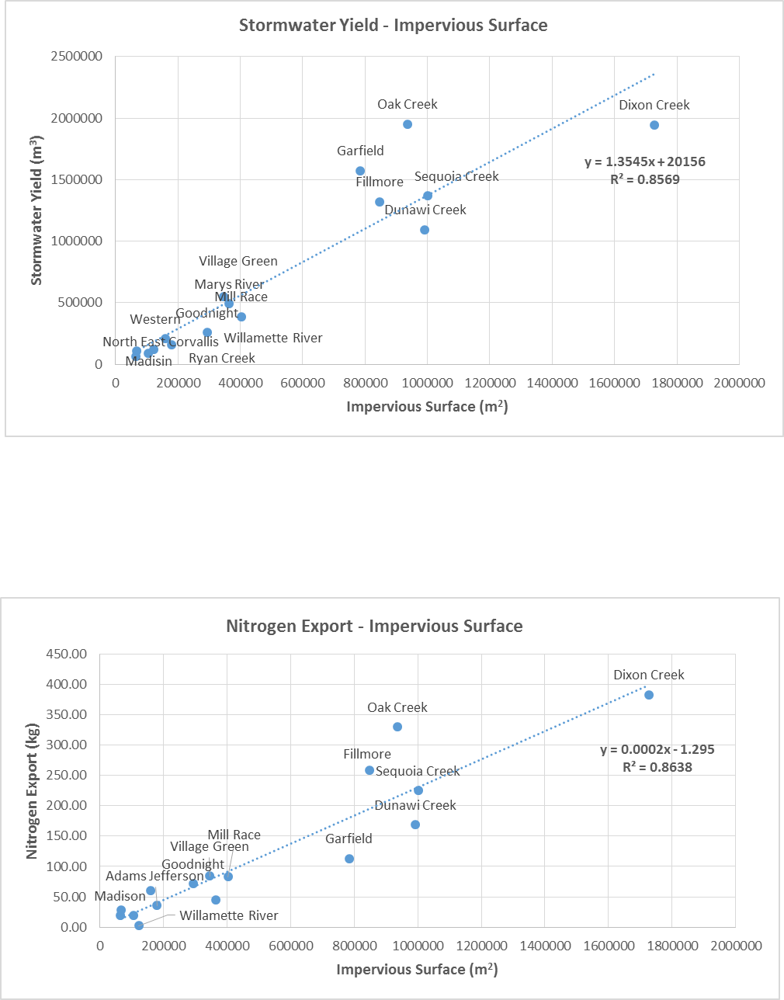 Stormwater Yield - Impervious Surface
2500000
2000000
1500000
1000000
500000
0
Stormwater Yield (m³)
Oak Creek
Dixon Creek
Garfield
y = 1.3545x + 20156
R² = 0.8569
Sequoia Creek
Fillmore
Dunawi Creek
Village Green
Marys River
Mill Race
Goodnight
Western
North East Corvallis
Willamette River
Madisin
Ryan Creek
0 200000 400000 600000 800000 1000000 1200000 1400000 1600000 1800000 2000000
Impervious Surface (m²)
Nitrogen Export - Impervious Surface
450.00
400.00
350.00
300.00
250.00
200.00
150.00
100.00
50.00
0.00
Nitrogen Export (kg)
Dixon Creek
Oak Creek
y = 0.0002x - 1.295
R² = 0.8638
Fillmore
Sequoia Creek
Dunawi Creek
Garfield
Mill Race
Village Green
Goodnight
Adams Jefferson
Madison
Willamette River
0 200000 400000 600000 800000 1000000 1200000 1400000 1600000 1800000 2000000
Impervious Surface (m²)